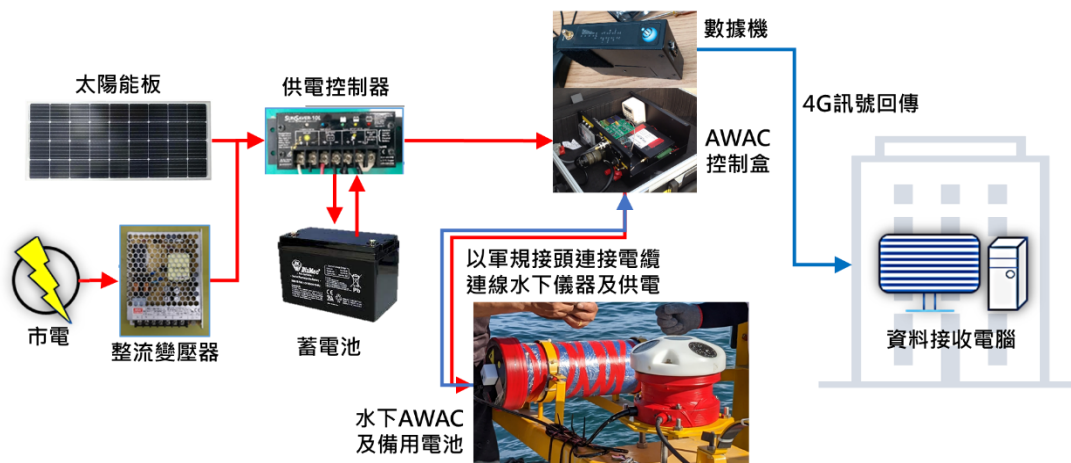 太陽能板
供電控制器
數據機
4G訊號回傳
AWAC
控制盒
SUNSAVER-10L
以軍規接頭連接電纜
連線水下儀器及供電
市電
整流變壓器
蓄電池
資料接收電腦
水下AWAC
及備用電池